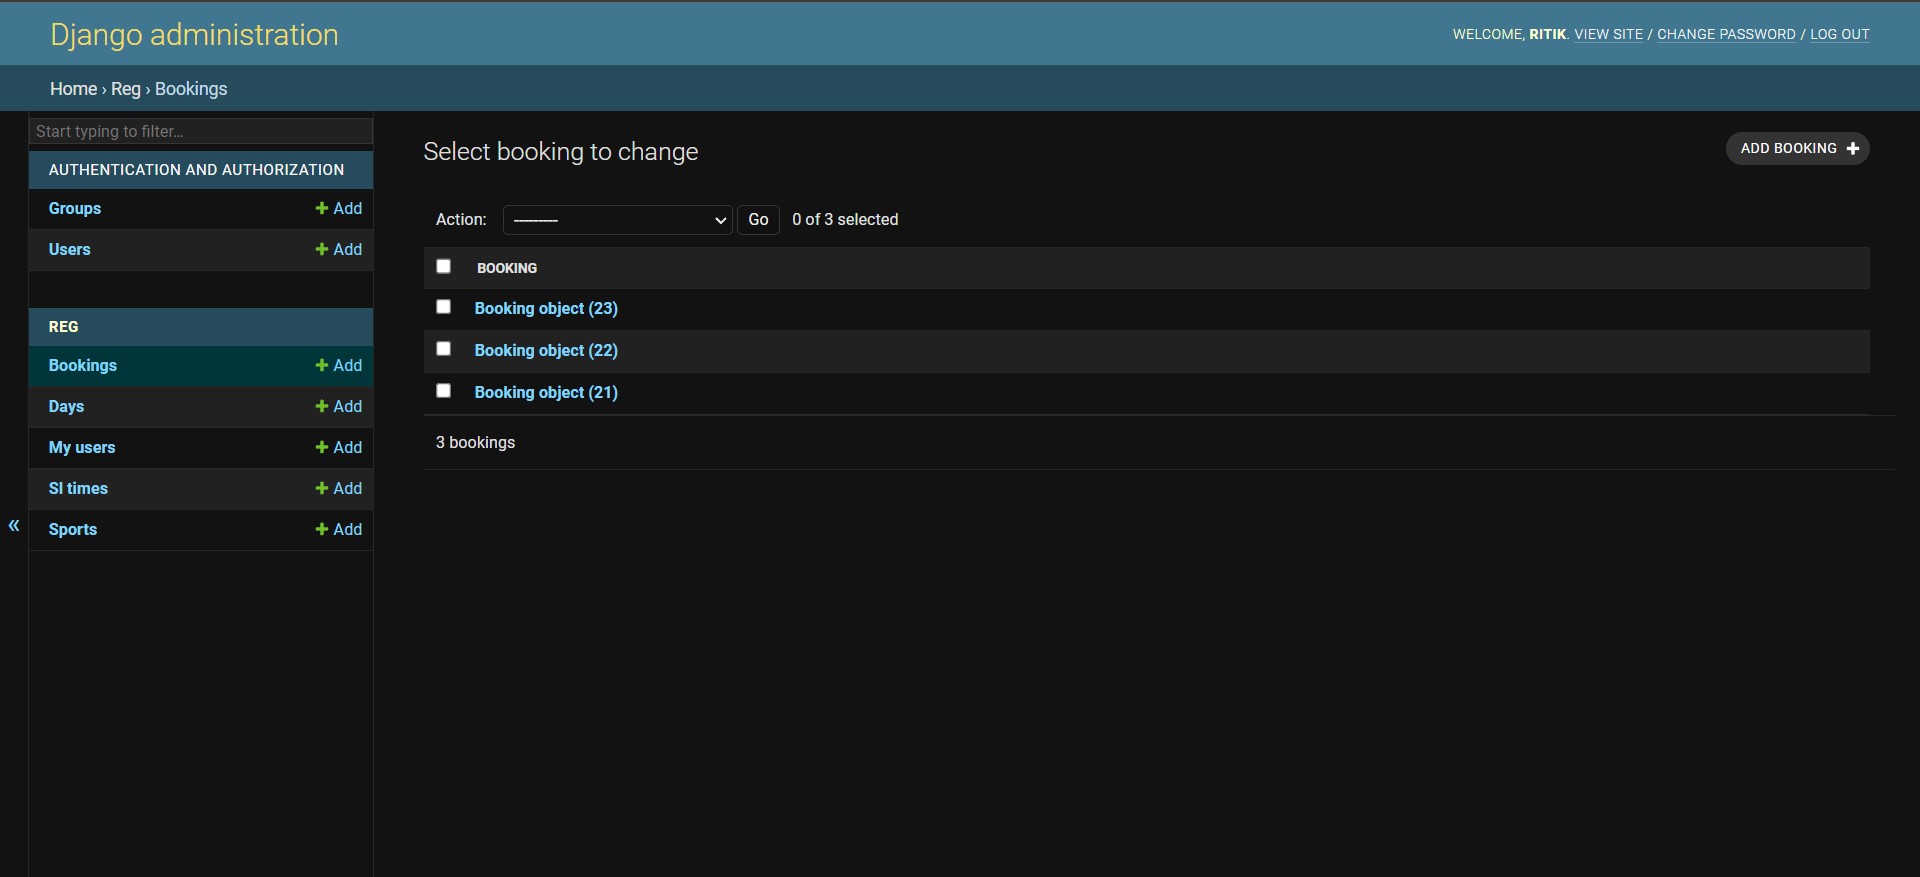 Django administration
WELCOME, RITIK. VIEW SITE / CHANGE PASSWORD / LOG OUT
Home › Reg › Bookings
Start typing to filter...
AUTHENTICATION AND AUTHORIZATION
Groups + Add
Users + Add
REG
Bookings + Add
Days + Add
My users + Add
Sl times + Add
Sports + Add
«
Select booking to change
ADD BOOKING +
Action: --------- Go 0 of 3 selected
BOOKING
Booking object (23)
Booking object (22)
Booking object (21)
3 bookings